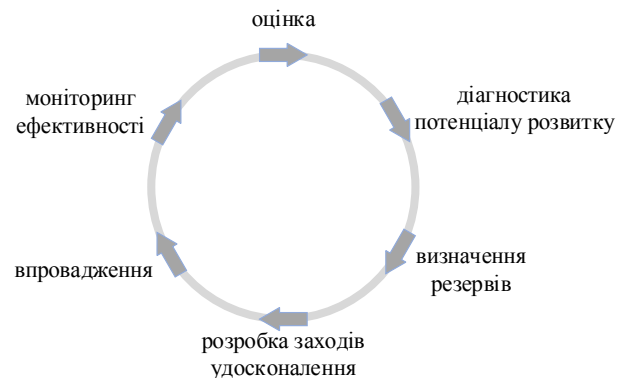 оцінка
діагностика
потенціалу розвитку
визначення
резервів
розробка заходів
удосконалення
впровадження
моніторинг
ефективності